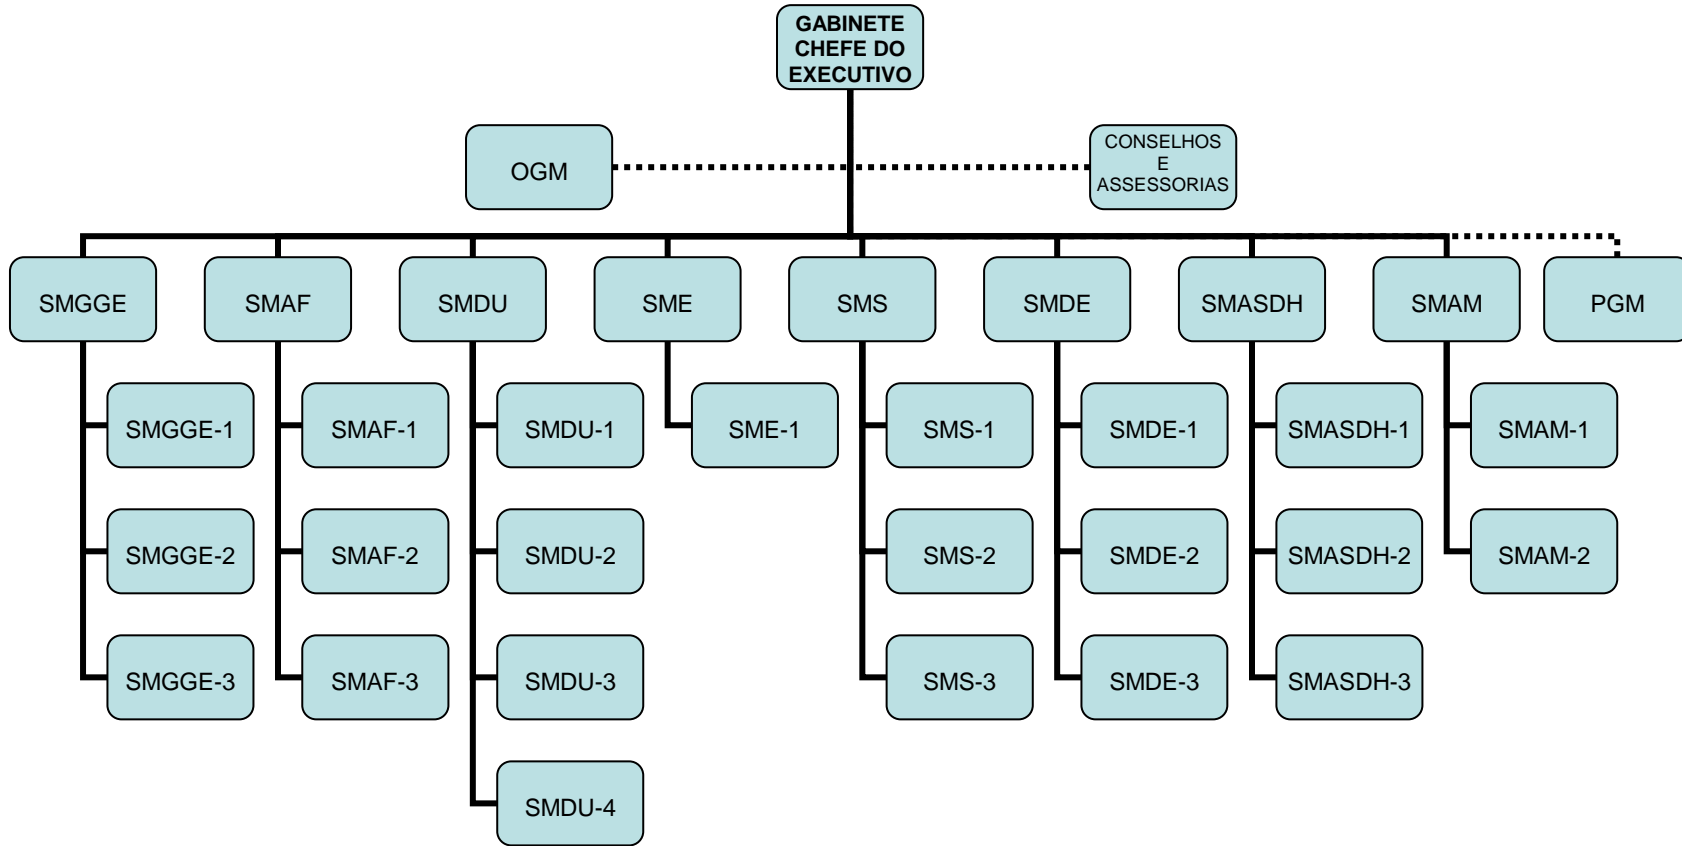 GABINETE
CHEFE DO
EXECUTIVO
OGM
CONSELHOS
E
ASSESSORIAS
SMGGE
SMAF
SMDU
SME
SMS
SMDE
SMASDH
SMAM
PGM
SMGGE-1
SMAF-1
SMDU-1
SME-1
SMS-1
SMDE-1
SMASDH-1
SMAM-1
SMGGE-2
SMAF-2
SMDU-2
SMS-2
SMDE-2
SMASDH-2
SMAM-2
SMGGE-3
SMAF-3
SMDU-3
SMS-3
SMDE-3
SMASDH-3
SMDU-4